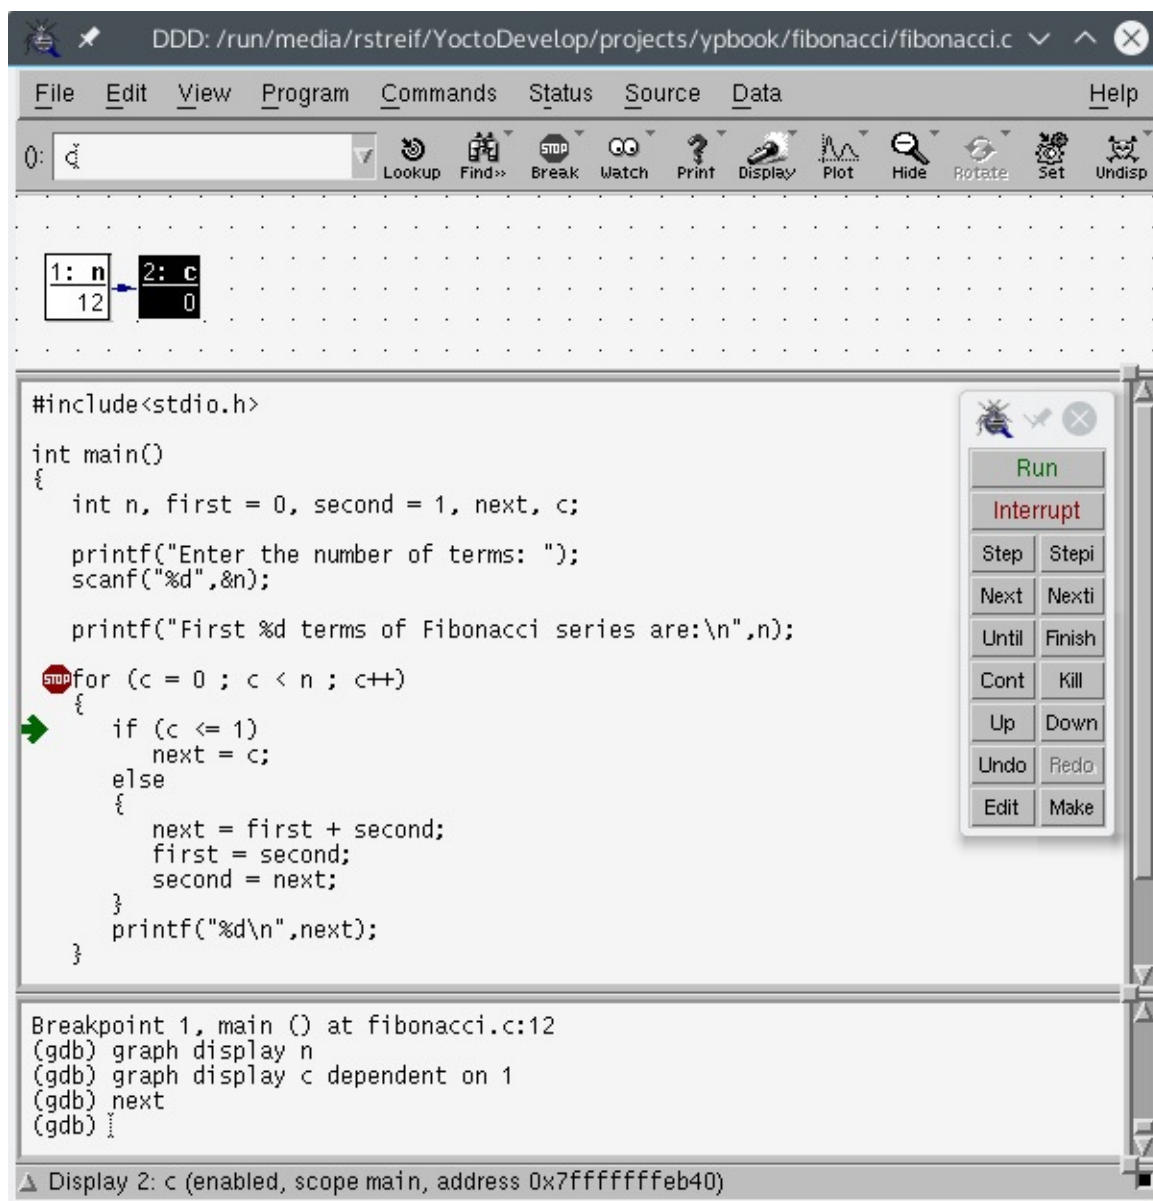 DDD: /run/media/rstreif/YoctoDevelop/projects/ypbook/fibonacci/fibonacci.c
File Edit View Program Commands Status Source Data Help
(): c
Lookup Find» Break Watch Print Display Plot Hide Rotate Set Undisp
STOP
1: n 2: c
12 0
#include<stdio.h>
int main()
{
int n, first = 0, second = 1, next, c;
printf("Enter the number of terms: ");
scanf("%d",&n);
printf("First %d terms of Fibonacci series are:\n",n);
STOP for (c = 0 ; c < n ; c++)
{
if (c <= 1)
next = c;
else
{
next = first + second;
first = second;
second = next;
}
printf("%d\n",next);
}
Run
Interrupt
Step Stepi
Next Nexti
Until Finish
Cont Kill
Up Down
Undo Redo
Edit Make
Breakpoint 1, main () at fibonacci.c:12
(gdb) graph display n
(gdb) graph display c dependent on 1
(gdb) next
(gdb)
Display 2: c (enabled, scope main, address 0x7fffffffeb40)